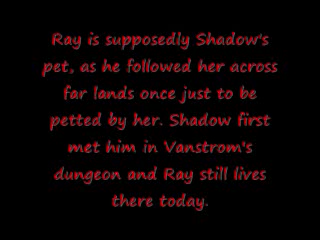 Ray is supposedly Shadow's
pet, as he followed her across
far lands once just to be
petted by her. Shadow first
met him in Vanstrom's
dungeon and Ray still lives
there today.